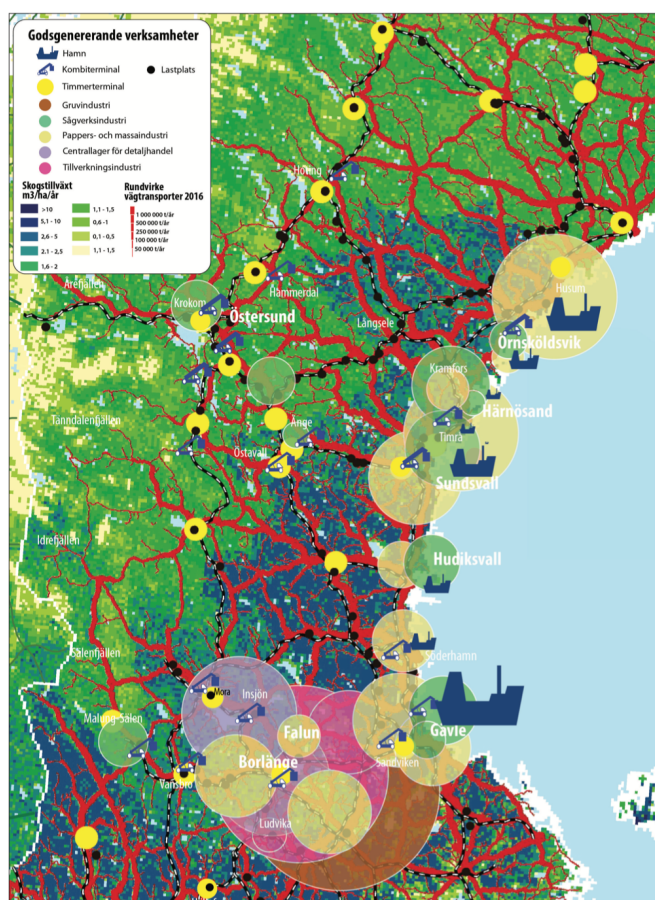 Godsgenererande verksamheter
Hamn
Kombiterminal
Lastplats
Timmerterminal
Gruvindustri
Sågverksindustri
Pappers- och massaindustri
Centrallager för detaljhandel
Tillverkningsindustri
Skogstillväxt
m3/ha/år
>10
5,1 - 10
2,6 - 5
2.1 - 2,5
1,6 - 2
1,1 - 1,5
0,6 -1
0,1 - 0,5
1,1 - 1,5
Rundvirke
vägtransporter 2016
1 000 000 t/år
500 000 t/år
250 000 t/år
100 000 t/år
50 000 t/år
Hoting
Årefjällen
Hammerdal
Husum
Krokom
Östersund
Långsele
Örnsköldsvik
Kramfors
Härnösand
Tänndalenfjällen
Ånge
Timrå
Östavall
Sundsvall
Idrefjällen
Hudiksvall
Sälenfjällen
Söderhamn
Mora
Insjön
Malung-Sälen
Falun
Gävle
Borlänge
Sandviken
Vansbro
Ludvika